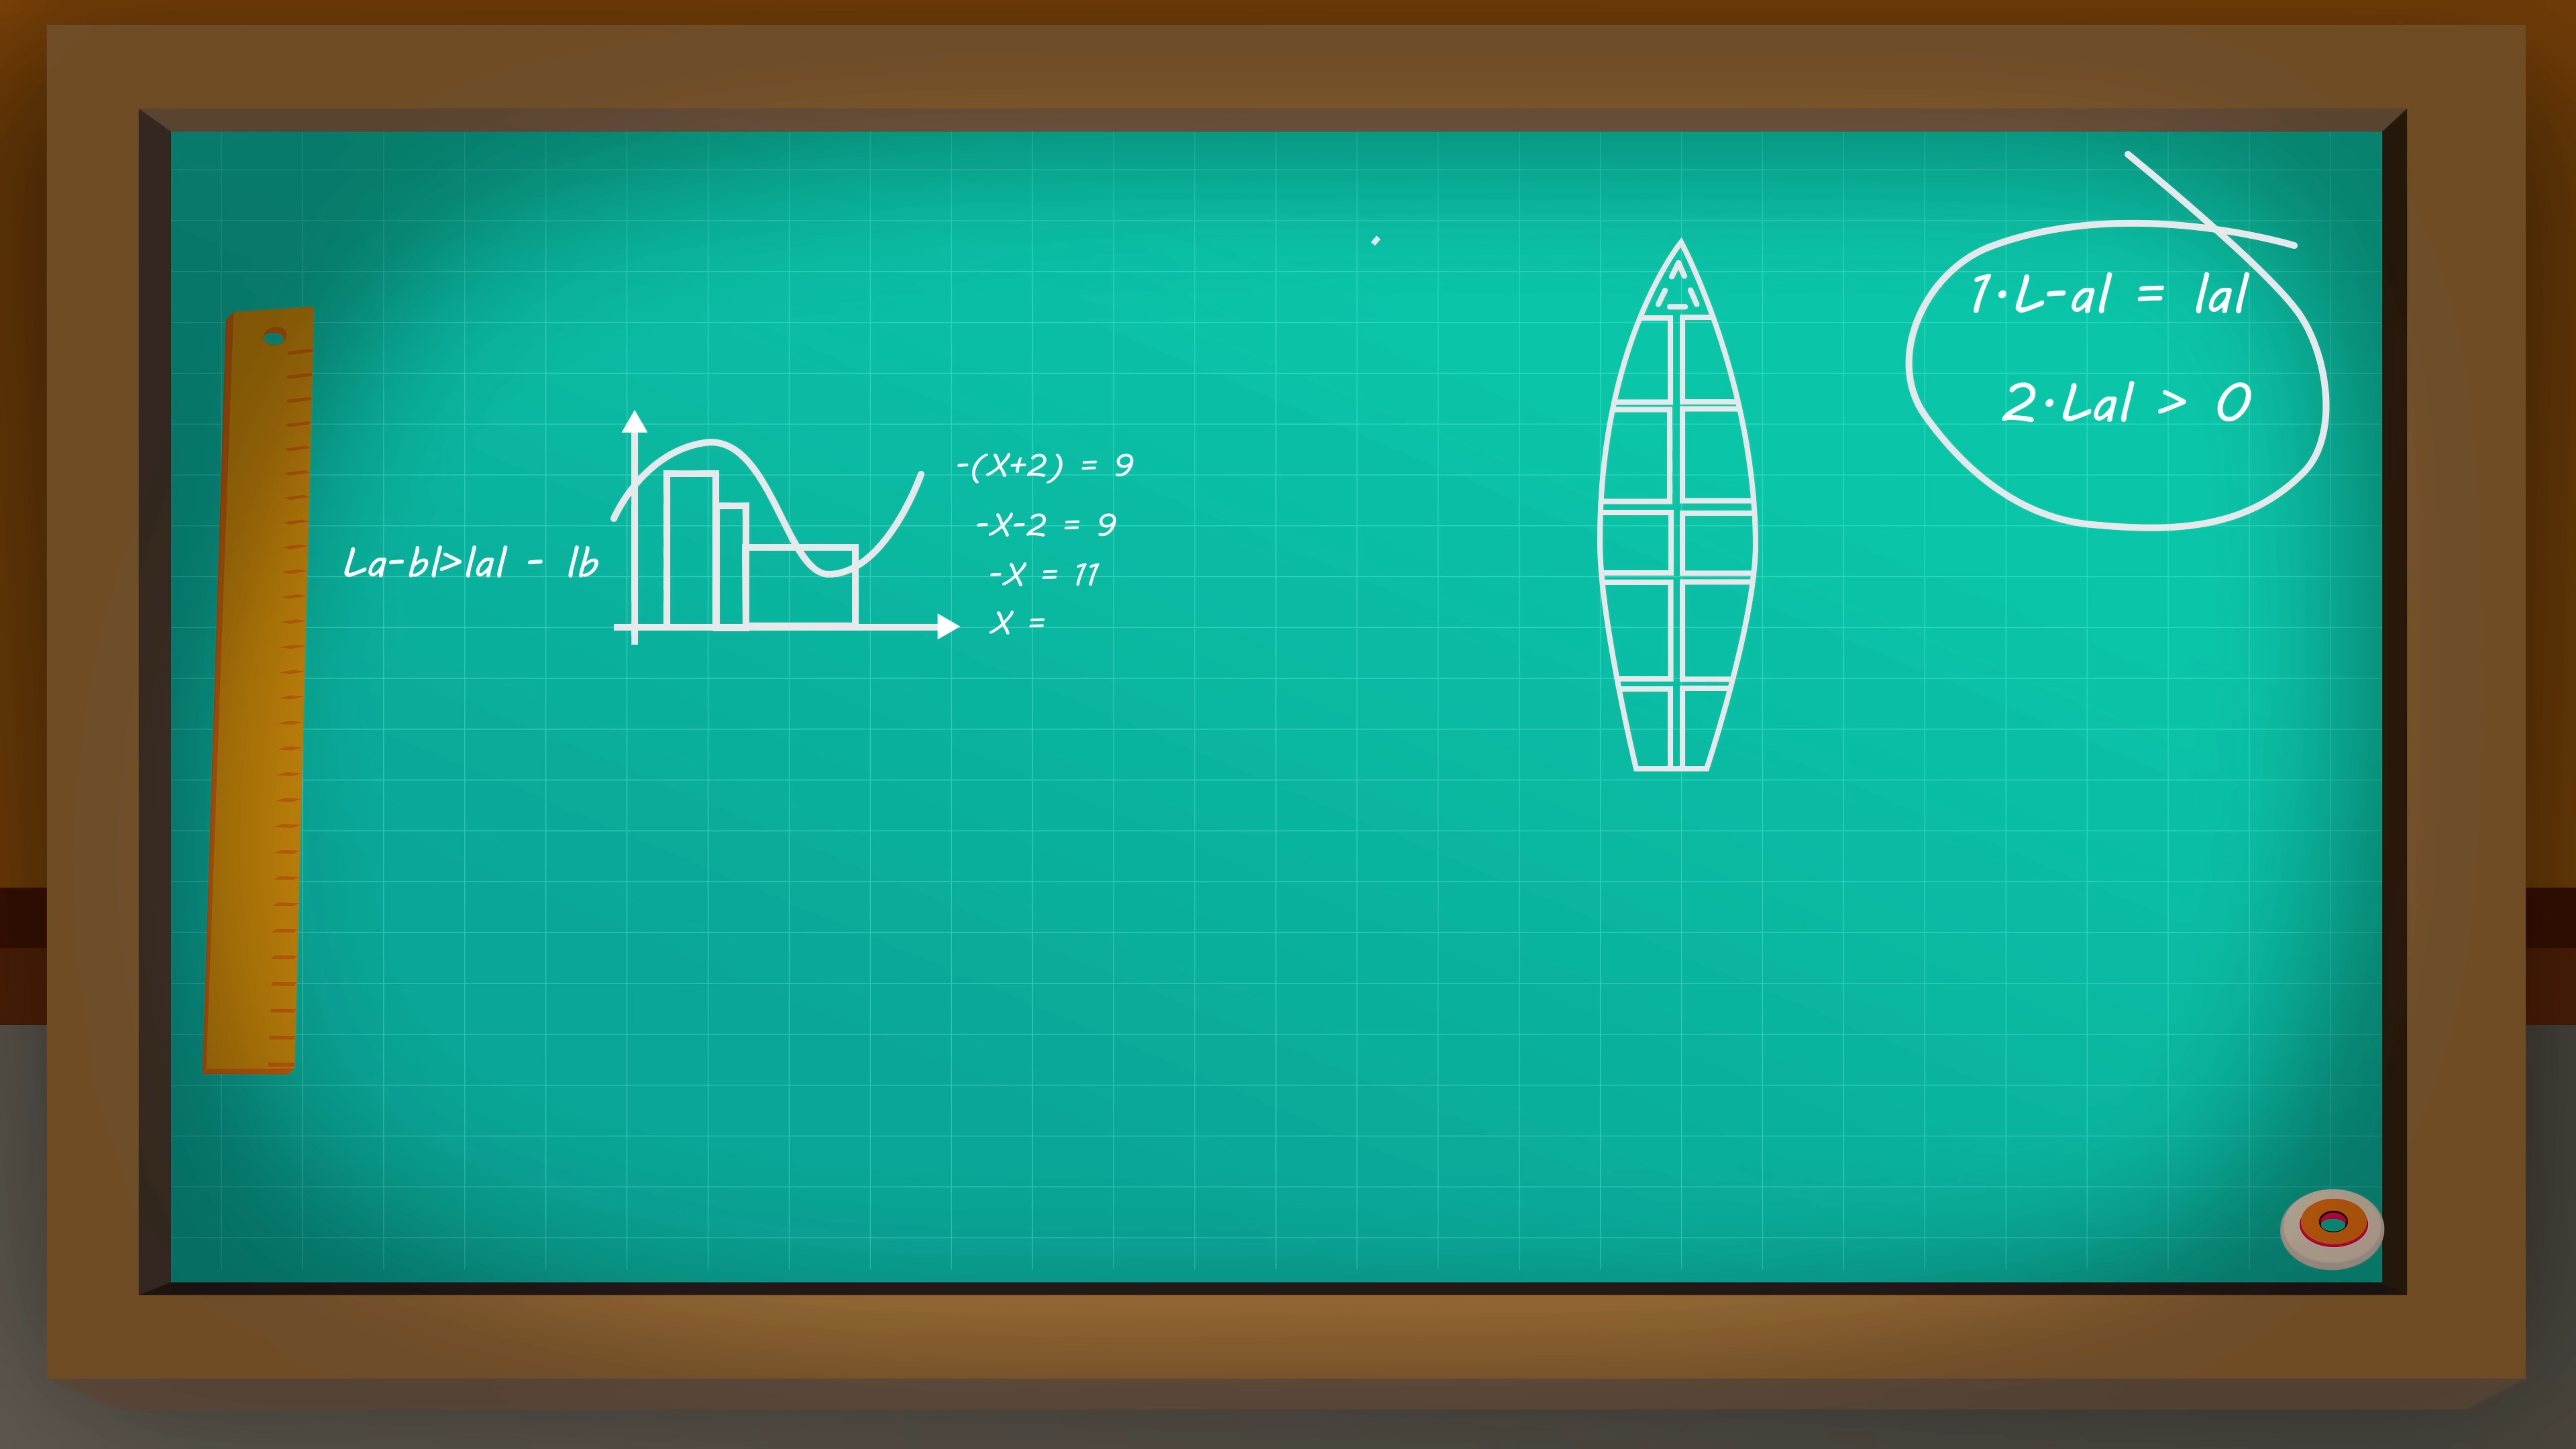 La-bl>lal - lb
-(X+2) = 9
-X-2 = 9
-X = 11
X =
1·L-al = lal
2·Lal > 0